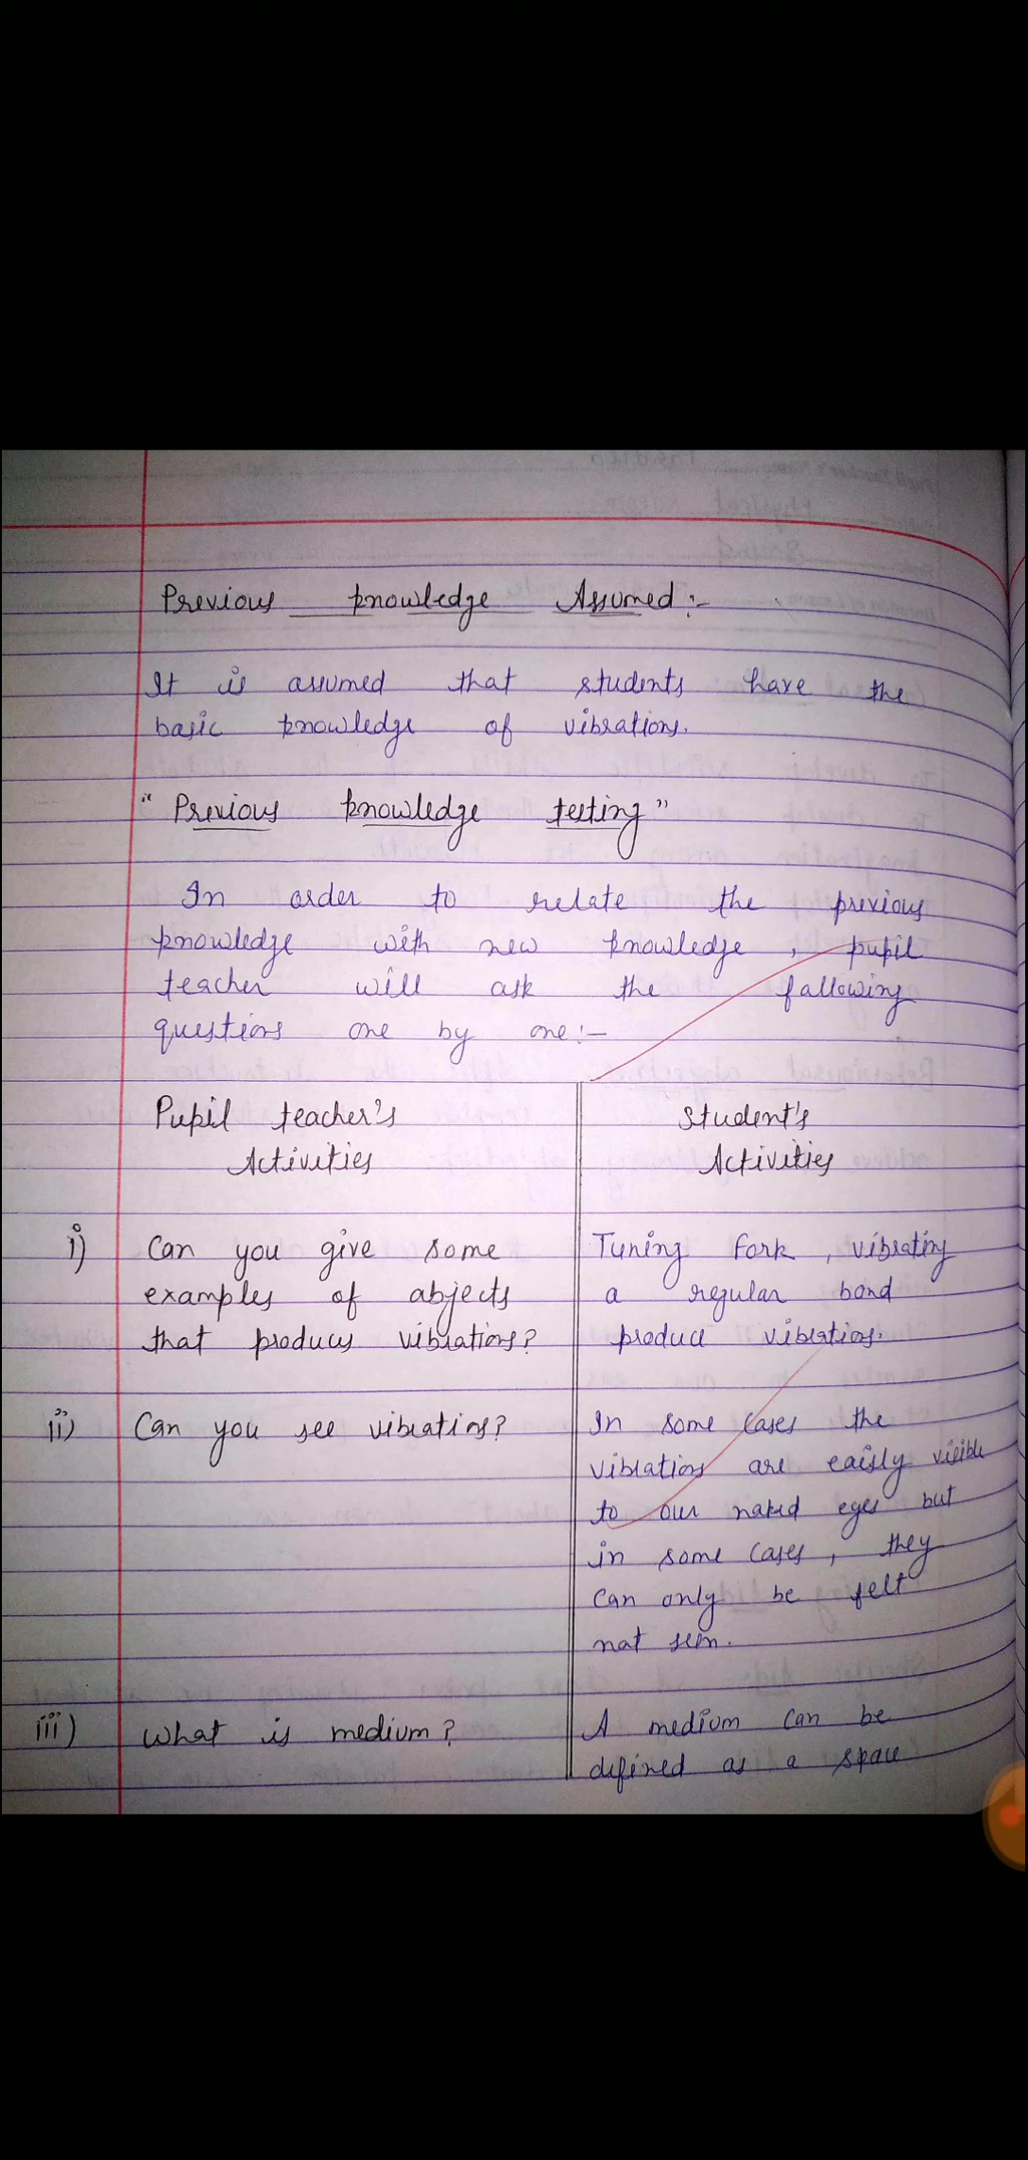 Previous knowledge Assumed :-
It is assumed that students have the
basic knowledge of vibrations.
" Previous knowledge testing "
In order to relate the previous
knowledge with new knowledge , pupil
teacher will ask the fallowing
questions one by one :-
Pupil teacher's
Activities
Student's
Activities
i) Can you give some
examples of abjects
that produces vibrations?
Tuning Fork , vibrating
a regular band
produce vibrations.
ii) Can you see vibrations?
In some cases the
vibrations are eaisly visible
to our naked eyes but
in some cases , they
can only be felt
nat seen.
iii) What is medium ?
A medium can be
defined as a space